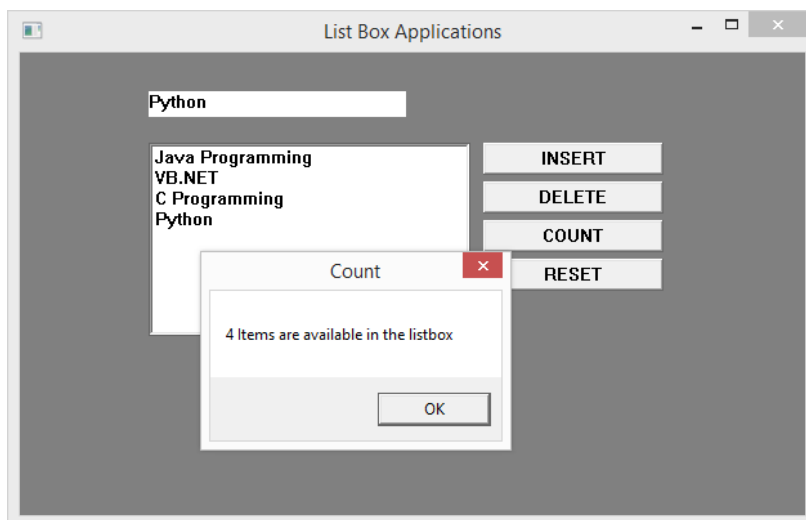 List Box Applications
Python
Java Programming
VB.NET
C Programming
Python
INSERT
DELETE
COUNT
RESET
Count
4 Items are available in the listbox
OK